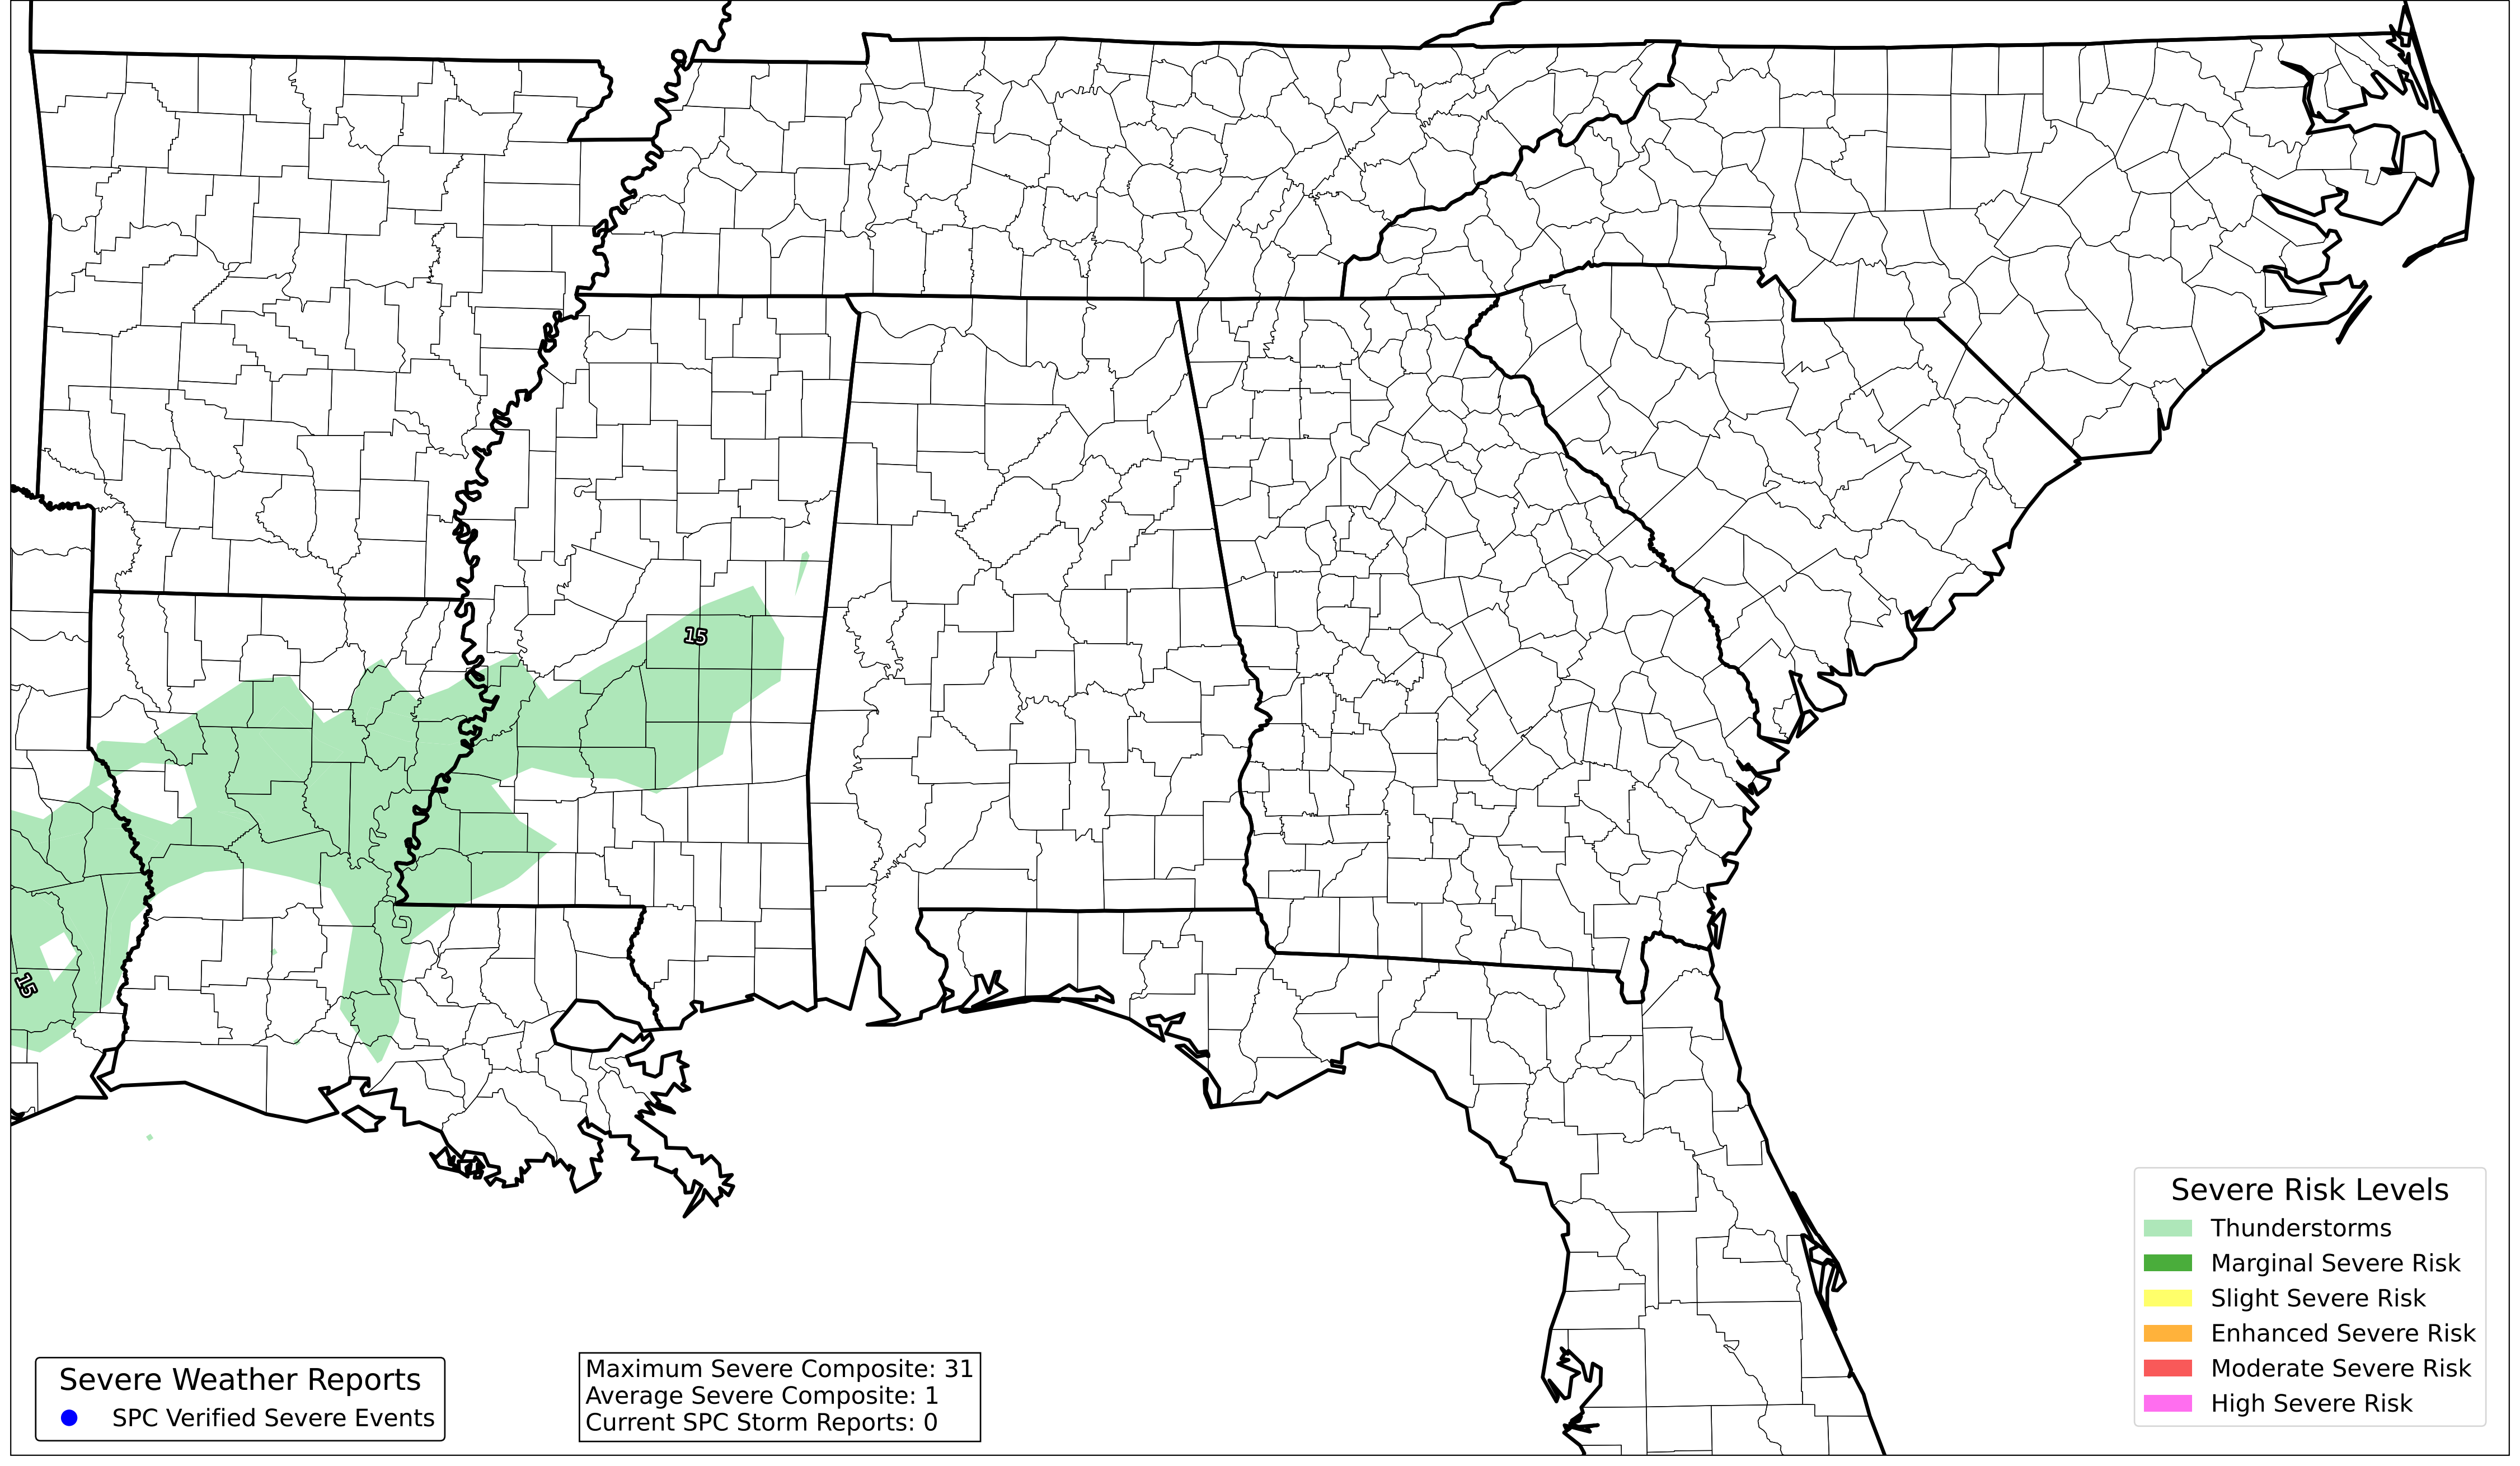 15
15
Severe Weather Reports
SPC Verified Severe Events
Maximum Severe Composite: 31
Average Severe Composite: 1
Current SPC Storm Reports: 0
Severe Risk Levels
Thunderstorms
Marginal Severe Risk
Slight Severe Risk
Enhanced Severe Risk
Moderate Severe Risk
High Severe Risk